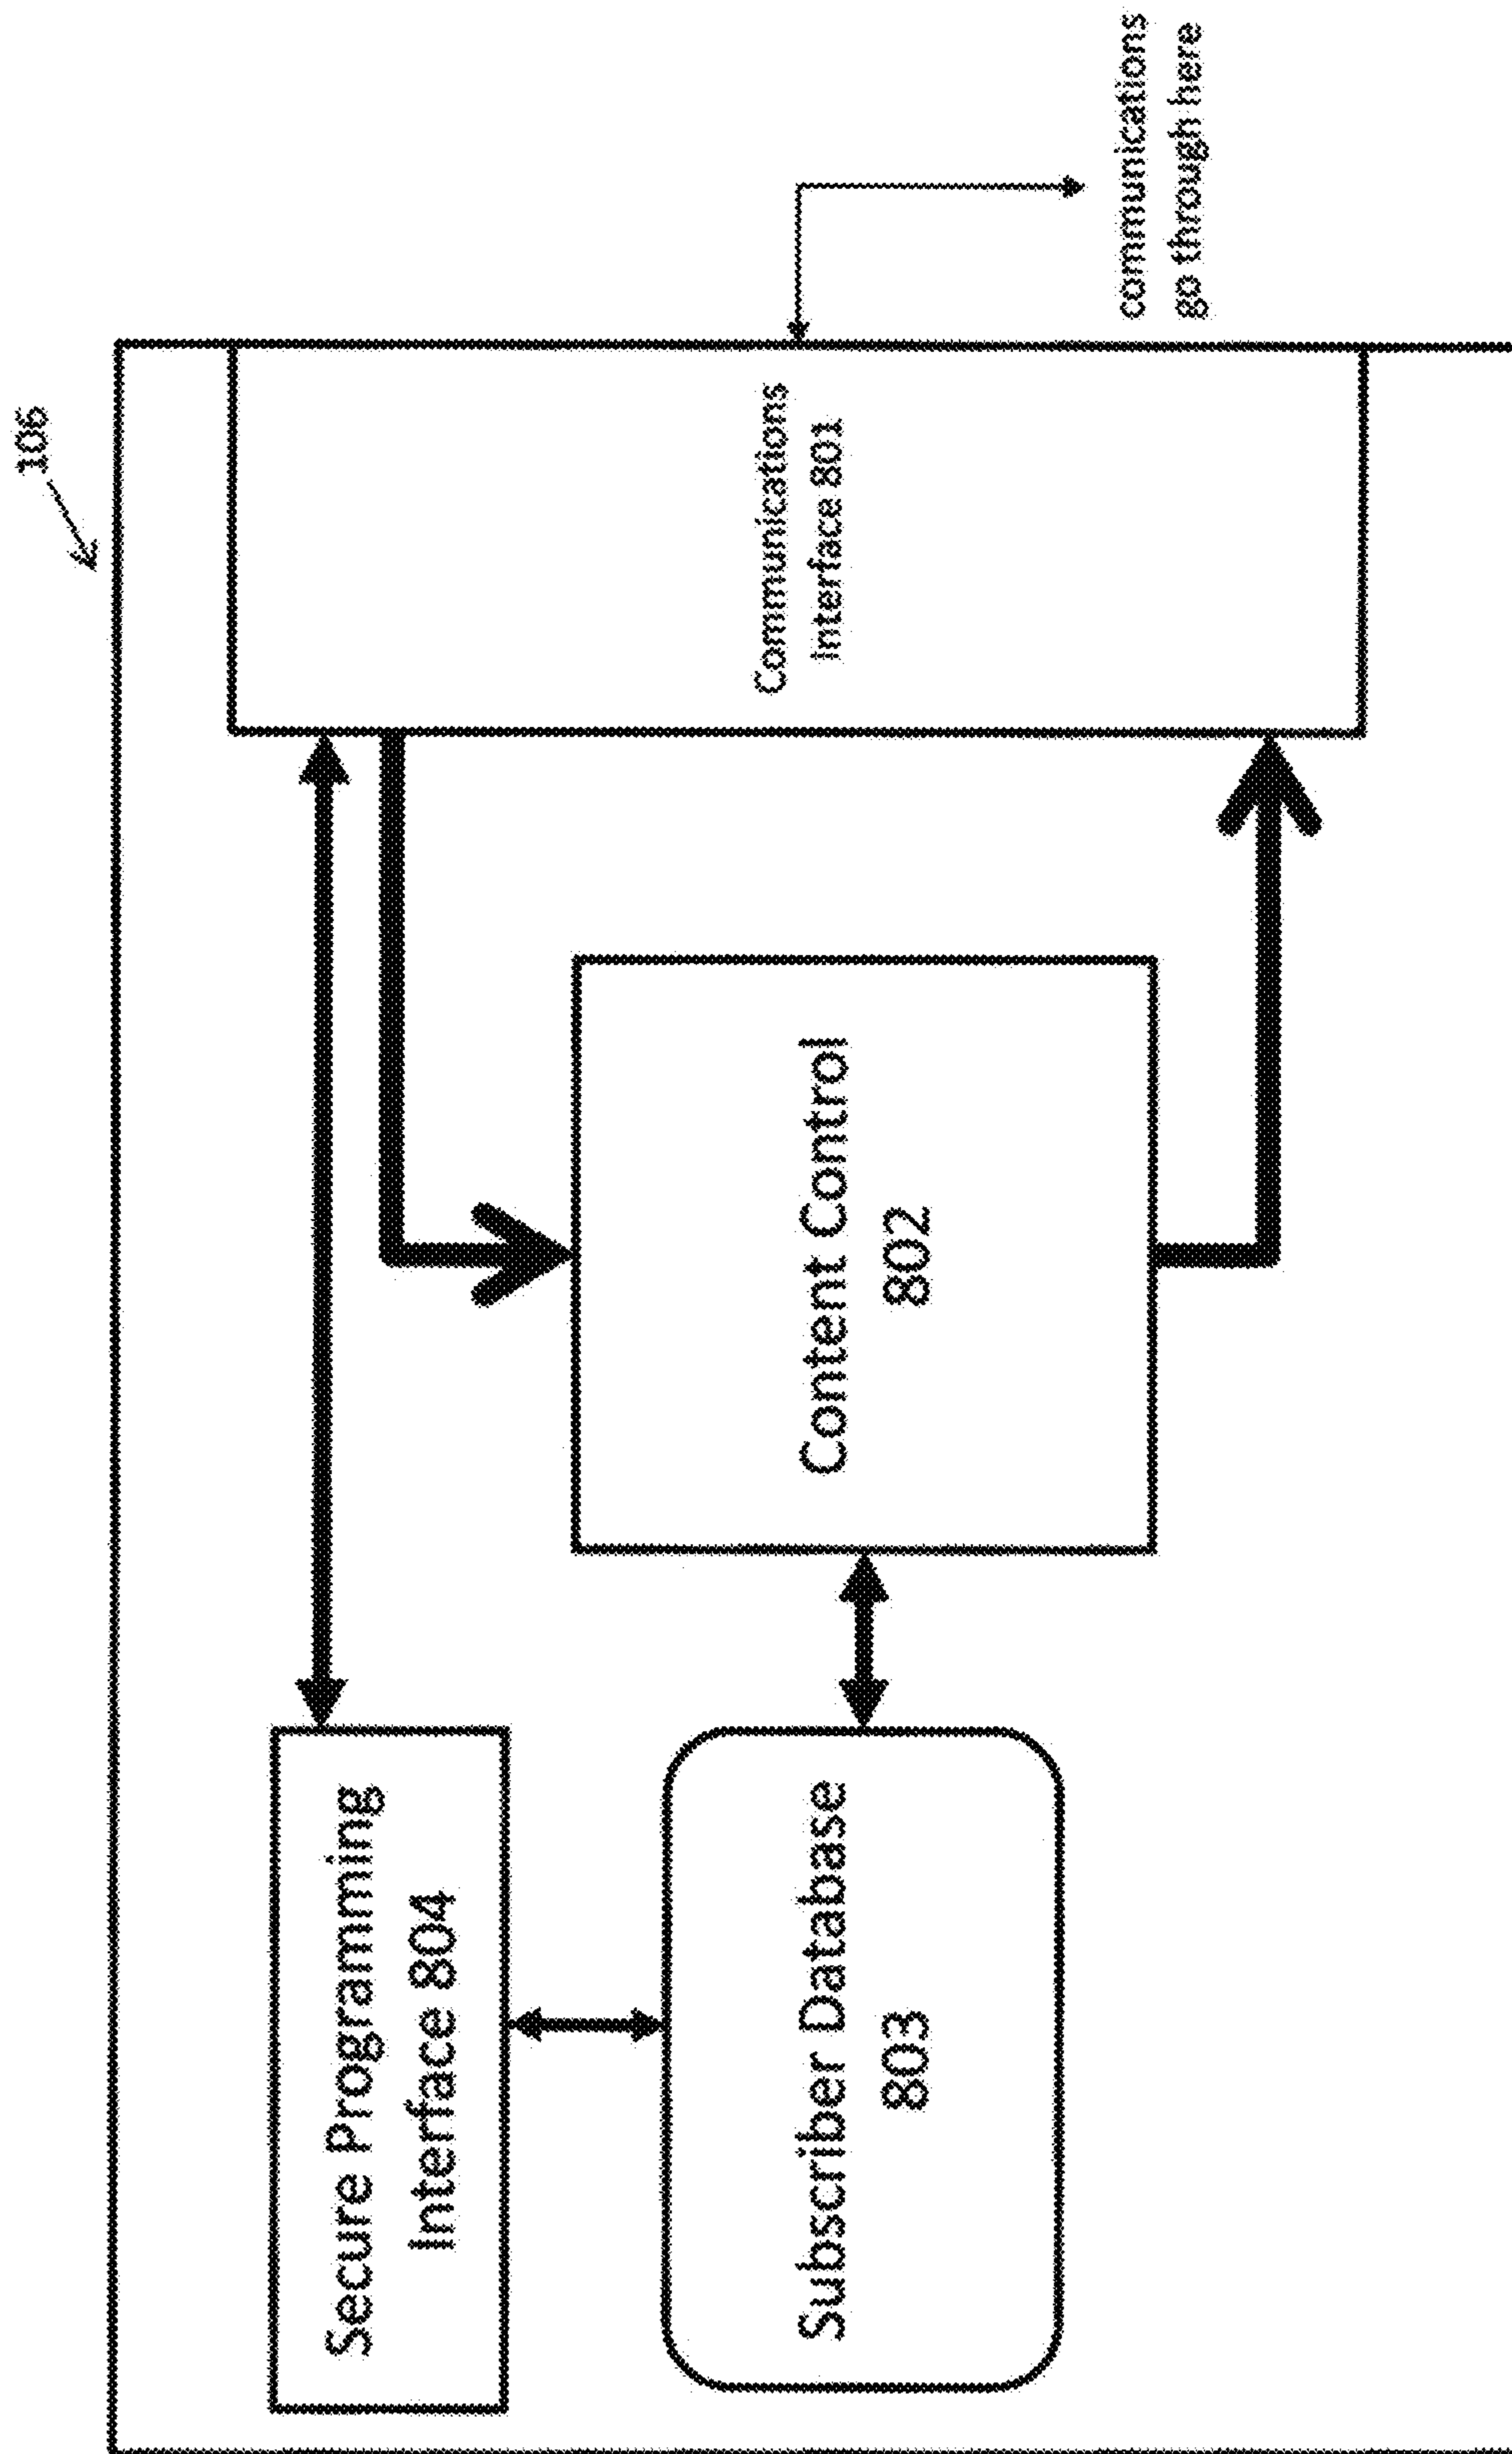 106
Secure Programming
Interface 804
Subscriber Database
803
Content Control
802
Communications
Interface 801
communications
go through here